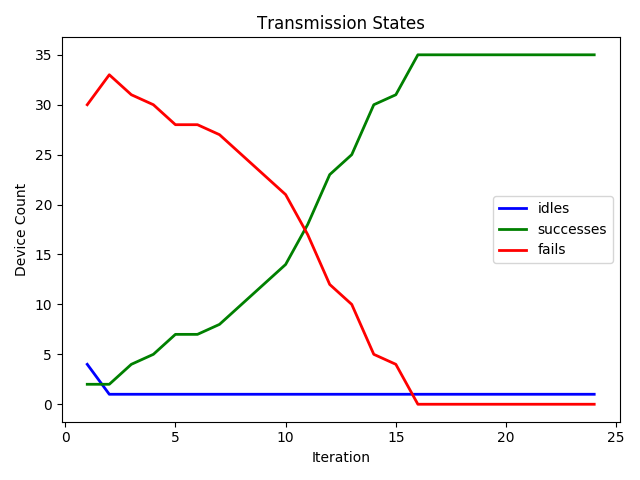 Transmission States
Device Count
35
30
25
20
15
10
5
0
idles
successes
fails
0 5 10 15 20 25
Iteration